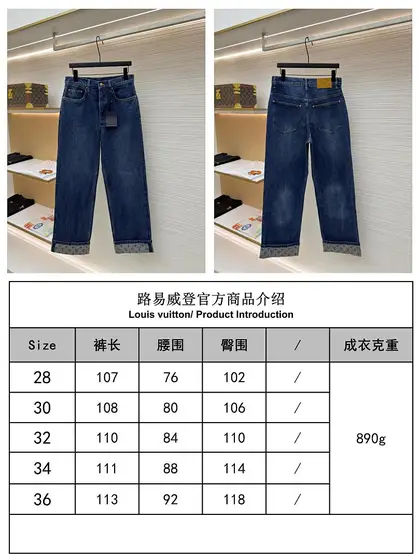 路易威登官方商品介绍
Louis vuitton/ Product Introduction
Size 裤长 腰围 臀围 / 成衣克重
28 107 76 102 /
30 108 80 106 /
32 110 84 110 / 890g
34 111 88 114 /
36 113 92 118 /